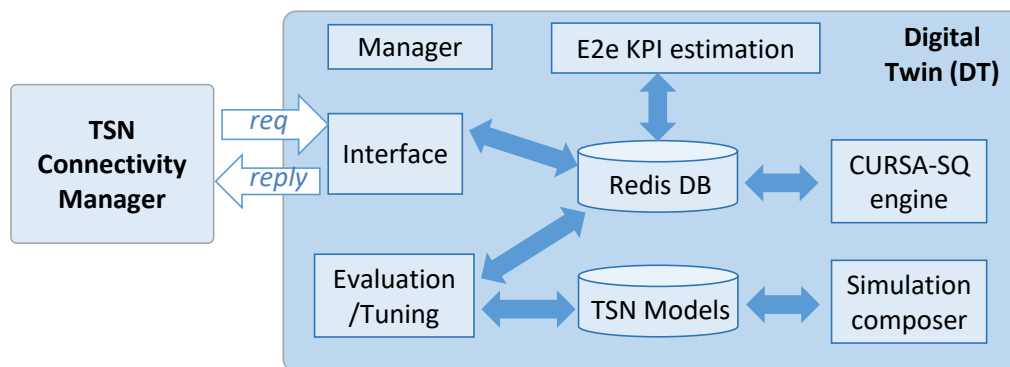 Manager
E2e KPI estimation
Digital
Twin (DT)
TSN
Connectivity
Manager
req
reply
Interface
Redis DB
CURSA-SQ
engine
Evaluation
/Tuning
TSN Models
Simulation
composer